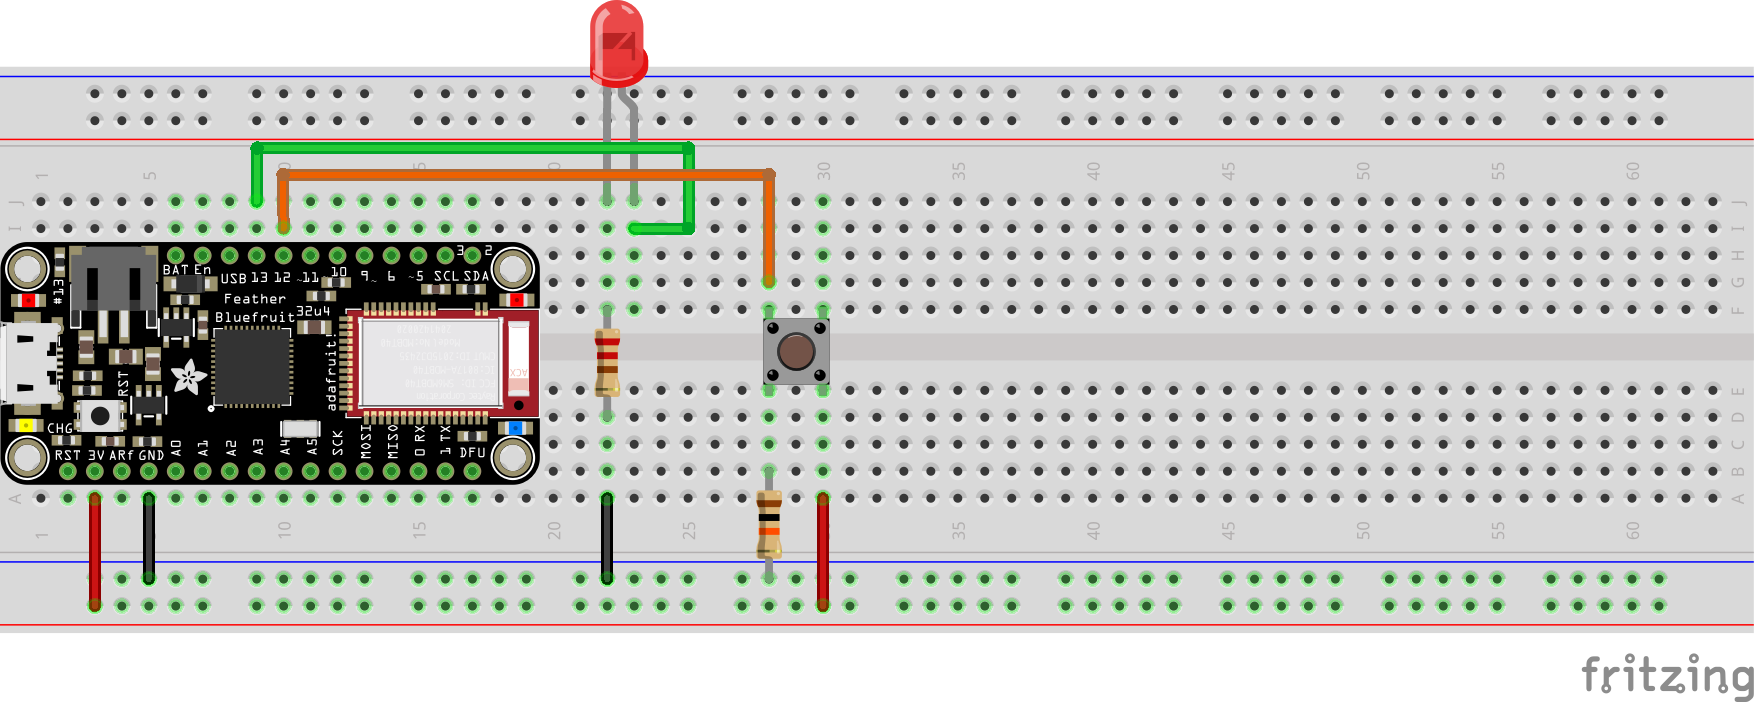 1 5 10 15 20 25 30 35 40 45 50 55 60
J J
I I
H
G
F
BAT En USB 13 12 ~11 10 9~ 6 ~5 SCL SDA
3 2
#13
Feather
Bluefruit
32u4
adafruit!
RST
ACX
CHG
RST 3V ARf GND A0 A1 A2 A3 A4 A5 SCK MOSI MISO 0 RX 1 TX DFU
E
D
C
B
A A
1 10 15 20 25 35 40 45 50 55 60
fritzing